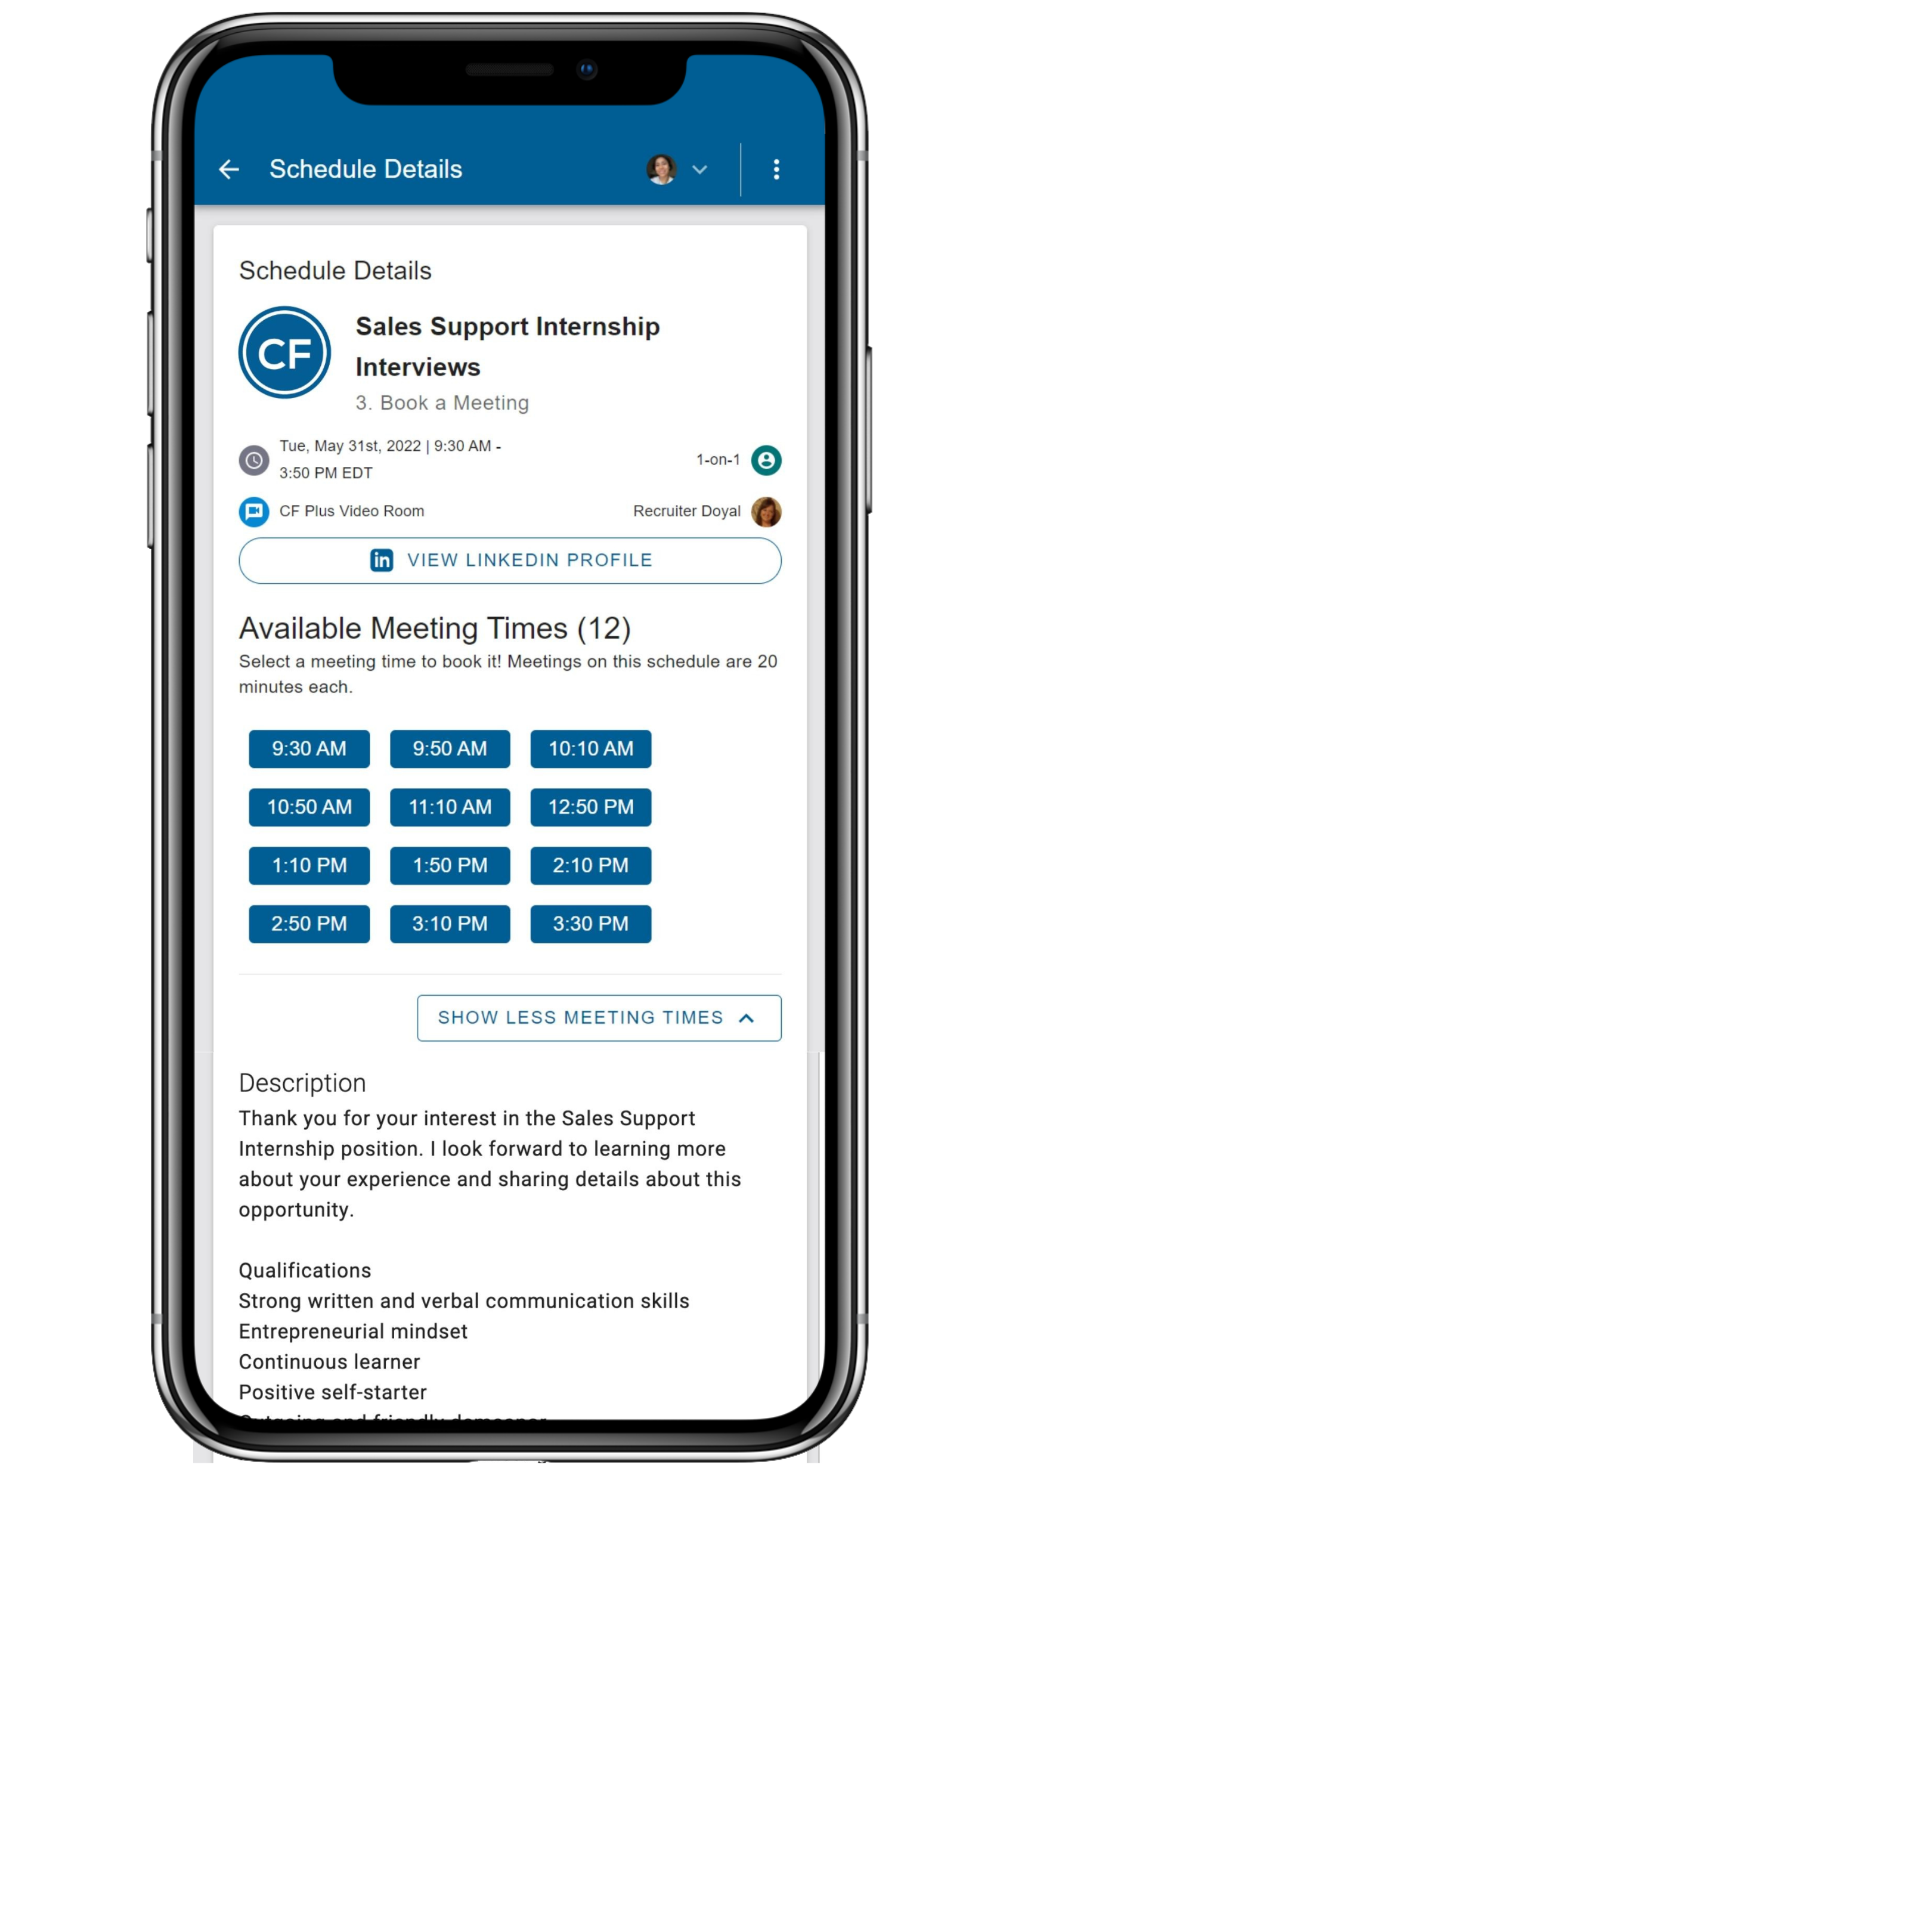 Schedule Details
Schedule Details
CF
Sales Support Internship
Interviews
3. Book a Meeting
Tue, May 31st, 2022 | 9:30 AM -
3:50 PM EDT
1-on-1
CF Plus Video Room
Recruiter Doyal
in VIEW LINKEDIN PROFILE
Available Meeting Times (12)
Select a meeting time to book it! Meetings on this schedule are 20
minutes each.
9:30 AM 9:50 AM 10:10 AM
10:50 AM 11:10 AM 12:50 PM
1:10 PM 1:50 PM 2:10 PM
2:50 PM 3:10 PM 3:30 PM
SHOW LESS MEETING TIMES
Description
Thank you for your interest in the Sales Support
Internship position. I look forward to learning more
about your experience and sharing details about this
opportunity.
Qualifications
Strong written and verbal communication skills
Entrepreneurial mindset
Continuous learner
Positive self-starter
Outgoing and friendly demeanor